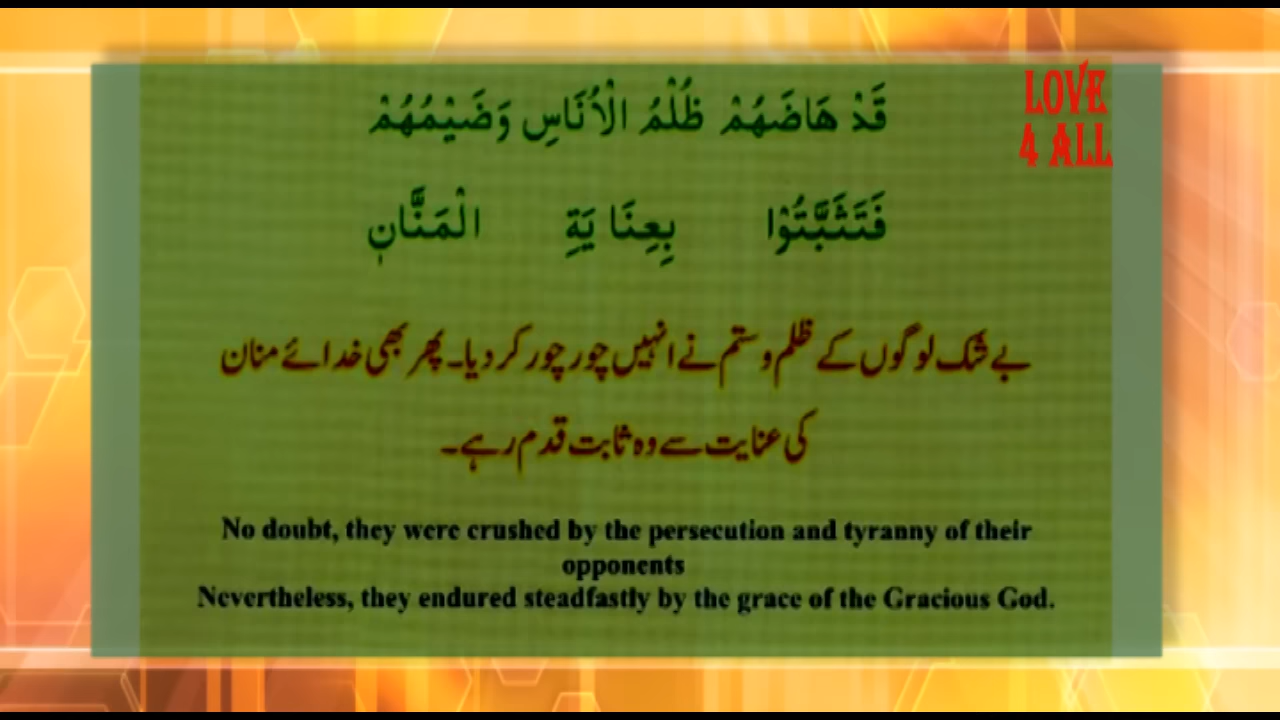 قَدْ هَاضَهُمْ ظُلْمُ الْاُنَاسِ وَضَيْمُهُمْ
فَتَثَبَّتُوْا بِعِنَايَةِ الْمَنَّانٖ
بے شک لوگوں کے ظلم و ستم نے انہیں چور چور کر دیا۔ پھر بھی خدائے منان
کی عنایت سے وہ ثابت قدم رہے۔
No doubt, they were crushed by the persecution and tyranny of their
opponents
Nevertheless, they endured steadfastly by the grace of the Gracious God.
LOVE
4 ALL